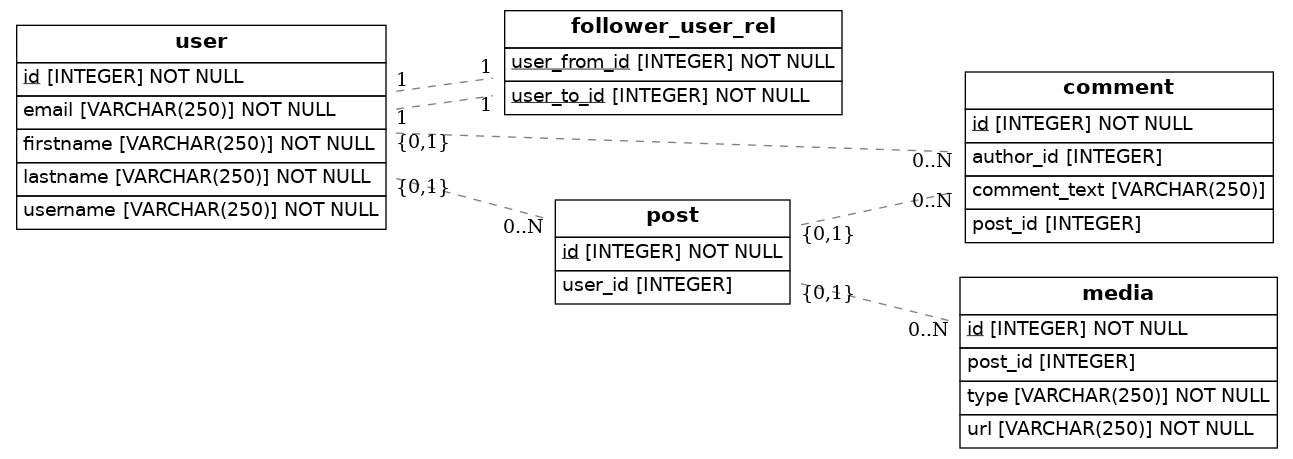 user
id [INTEGER] NOT NULL
email [VARCHAR(250)] NOT NULL
firstname [VARCHAR(250)] NOT NULL
lastname [VARCHAR(250)] NOT NULL
username [VARCHAR(250)] NOT NULL
1
1
{0,1}
{0,1}
follower_user_rel
user_from_id [INTEGER] NOT NULL
user_to_id [INTEGER] NOT NULL
1
1
post
id [INTEGER] NOT NULL
user_id [INTEGER]
0..N
{0,1}
{0,1}
comment
id [INTEGER] NOT NULL
author_id [INTEGER]
comment_text [VARCHAR(250)]
post_id [INTEGER]
0..N
0..N
media
id [INTEGER] NOT NULL
post_id [INTEGER]
type [VARCHAR(250)] NOT NULL
url [VARCHAR(250)] NOT NULL
0..N